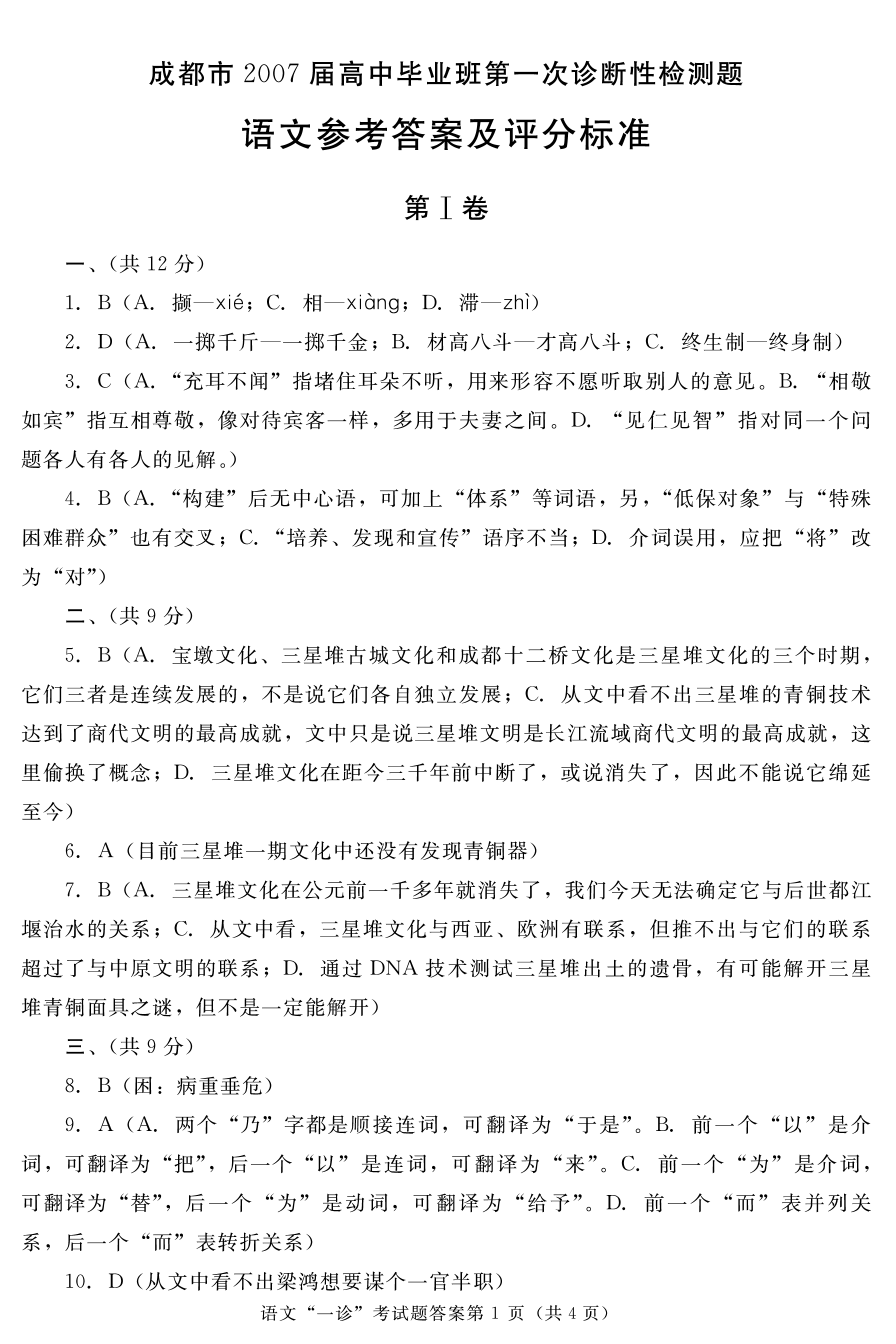 成都市 2007 届高中毕业班第一次诊断性检测题
语文参考答案及评分标准
第Ⅰ卷
一、（共 12 分）
1. B（A. 撷—xié；C. 相—xiàng；D. 滞—zhì）
2. D（A. 一掷千斤—一掷千金；B. 材高八斗—才高八斗；C. 终生制—终身制）
3. C（A. “充耳不闻”指堵住耳朵不听，用来形容不愿听取别人的意见。B. “相敬
如宾”指互相尊敬，像对待宾客一样，多用于夫妻之间。D. “见仁见智”指对同一个问
题各人有各人的见解。）
4. B（A. “构建”后无中心语，可加上“体系”等词语，另，“低保对象”与“特殊
困难群众”也有交叉；C. “培养、发现和宣传”语序不当；D. 介词误用，应把“将”改
为“对”）
二、（共 9 分）
5. B（A. 宝墩文化、三星堆古城文化和成都十二桥文化是三星堆文化的三个时期，
它们三者是连续发展的，不是说它们各自独立发展；C. 从文中看不出三星堆的青铜技术
达到了商代文明的最高成就，文中只是说三星堆文明是长江流域商代文明的最高成就，这
里偷换了概念；D. 三星堆文化在距今三千年前中断了，或说消失了，因此不能说它绵延
至今）
6. A（目前三星堆一期文化中还没有发现青铜器）
7. B（A. 三星堆文化在公元前一千多年就消失了，我们今天无法确定它与后世都江
堰治水的关系；C. 从文中看，三星堆文化与西亚、欧洲有联系，但推不出与它们的联系
超过了与中原文明的联系；D. 通过 DNA 技术测试三星堆出土的遗骨，有可能解开三星
堆青铜面具之谜，但不是一定能解开）
三、（共 9 分）
8. B（困：病重垂危）
9. A（A. 两个“乃”字都是顺接连词，可翻译为“于是”。B. 前一个“以”是介
词，可翻译为“把”，后一个“以”是连词，可翻译为“来”。C. 前一个“为”是介词，
可翻译为“替”，后一个“为”是动词，可翻译为“给予”。D. 前一个“而”表并列关
系，后一个“而”表转折关系）
10. D（从文中看不出梁鸿想要谋个一官半职）
语文“一诊”考试题答案第 1 页（共 4 页）